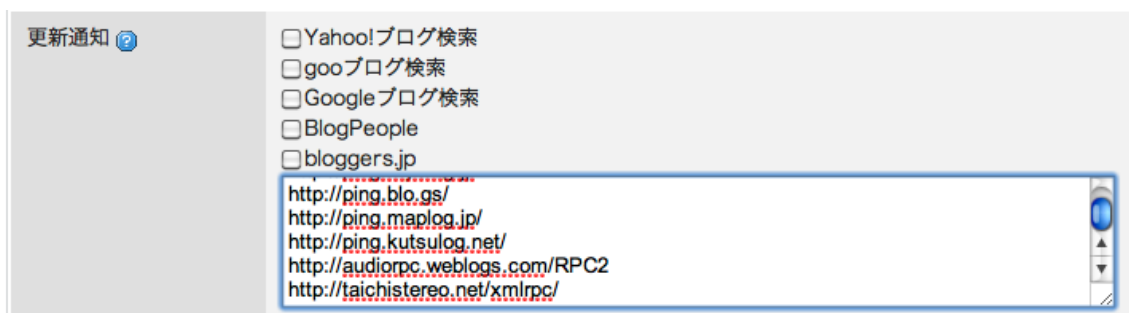 更新通知
Yahoo!ブログ検索
gooブログ検索
Googleブログ検索
BlogPeople
bloggers.jp
http://ping.blo.gs/
http://ping.maplog.jp/
http://ping.kutsulog.net/
http://audiorpc.weblogs.com/RPC2
http://taichistereo.net/xmlrpc/